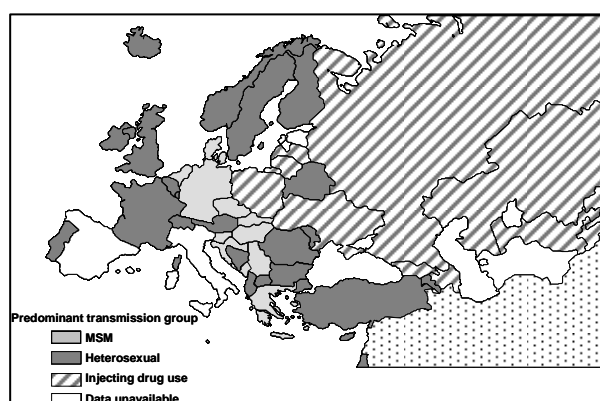 Predominant transmission group
MSM
Heterosexual
Injecting drug use
Data unavailable